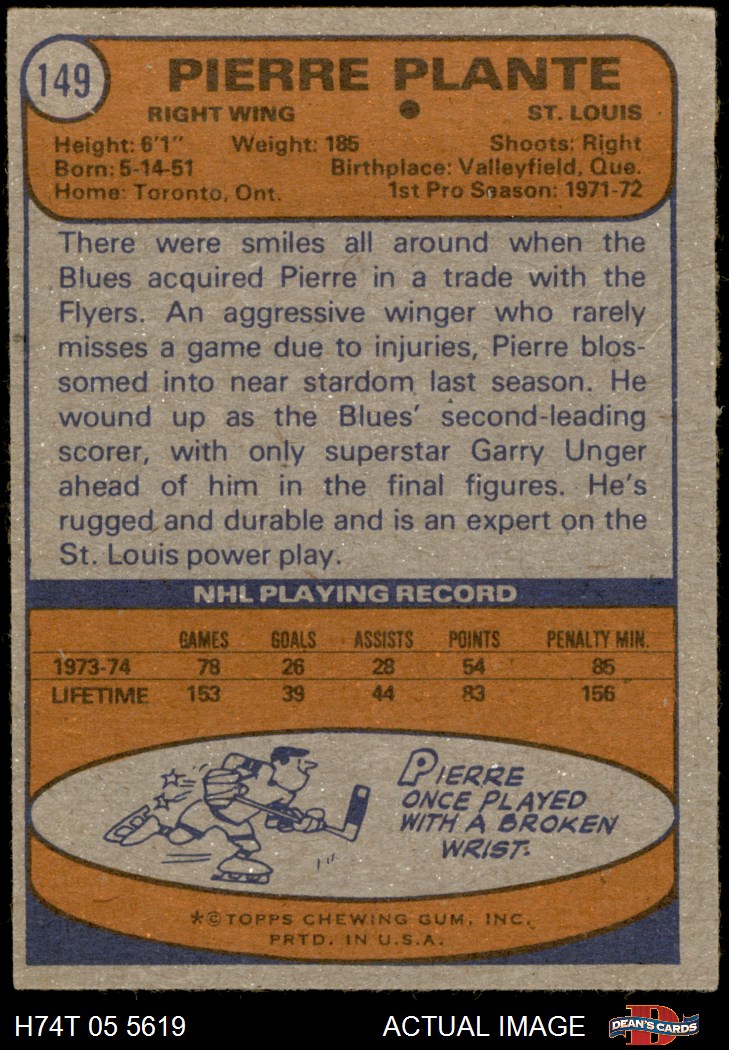 149
PIERRE PLANTE
RIGHT WING ST. LOUIS
Height: 6'1" Weight: 185 Shoots: Right
Born: 5-14-51 Birthplace: Valleyfield, Que.
Home: Toronto, Ont. 1st Pro Season: 1971-72
There were smiles all around when the
Blues acquired Pierre in a trade with the
Flyers. An aggressive winger who rarely
misses a game due to injuries, Pierre blos-
somed into near stardom last season. He
wound up as the Blues' second-leading
scorer, with only superstar Garry Unger
ahead of him in the final figures. He's
rugged and durable and is an expert on the
St. Louis power play.
NHL PLAYING RECORD
GAMES GOALS ASSISTS POINTS PENALTY MIN.
1973-74 78 26 28 54 85
LIFETIME 153 39 44 83 156
PIERRE
ONCE PLAYED
WITH A BROKEN
WRIST.
*©TOPPS CHEWING GUM, INC.
PRTD. IN U.S.A.
H74T 05 5619 ACTUAL IMAGE DEAN'S CARDS